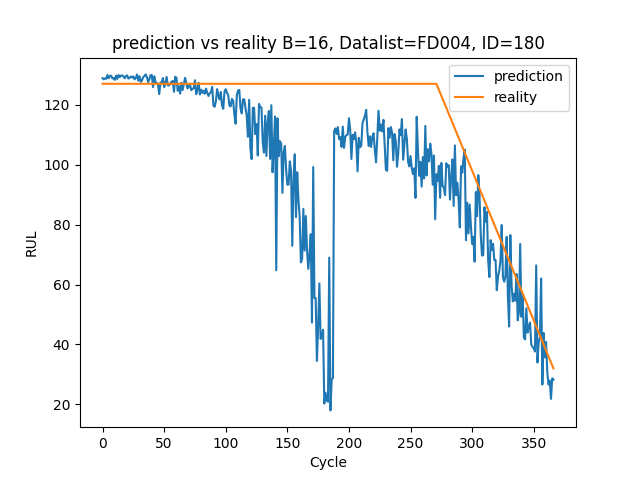 prediction vs reality B=16, Datalist=FD004, ID=180
prediction
reality
RUL
120
100
80
60
40
20
0 50 100 150 200 250 300 350
Cycle